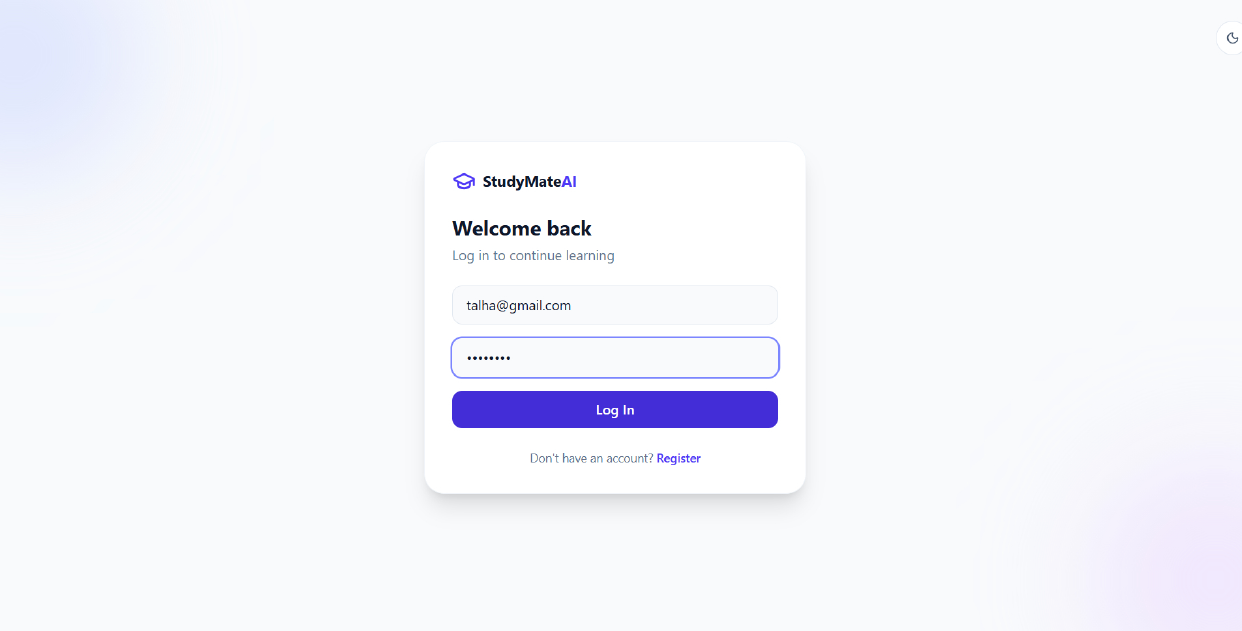 StudyMateAI
Welcome back
Log in to continue learning
talha@gmail.com
••••••••
Log In
Don't have an account? Register